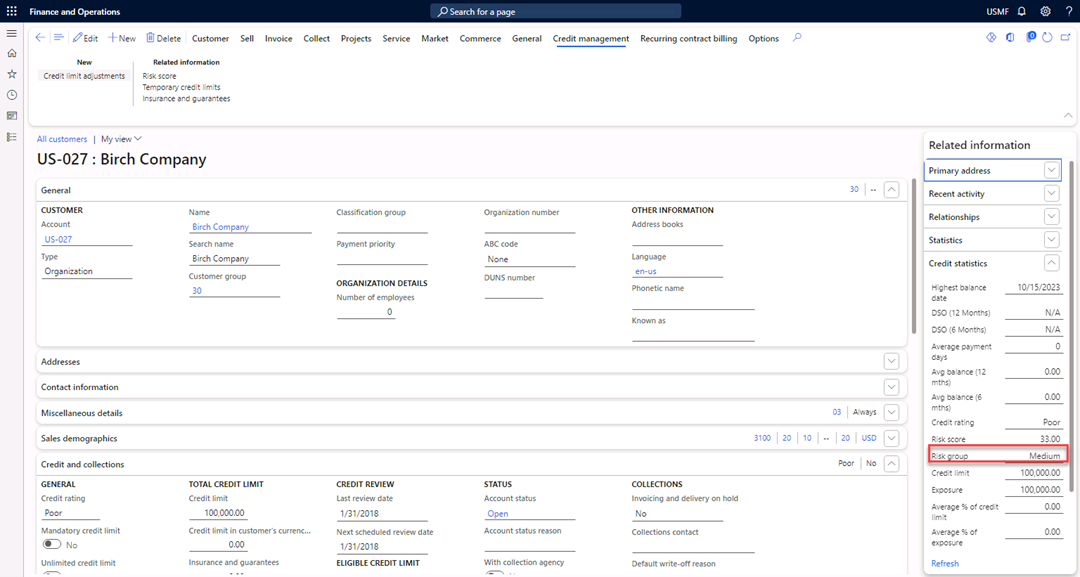 Finance and Operations
Search for a page
USMF
?
Edit
New
Delete
Customer
Sell
Invoice
Collect
Projects
Service
Market
Commerce
General
Credit management
Recurring contract billing
Options
0
New
Credit limit adjustments
Related information
Risk score
Temporary credit limits
Insurance and guarantees
All customers | My view
US-027 : Birch Company
General
30 | --
CUSTOMER
Account
US-027
Type
Organization
Name
Birch Company
Search name
Birch Company
Customer group
30
Classification group
Payment priority
ORGANIZATION DETAILS
Number of employees
0
Organization number
ABC code
None
DUNS number
OTHER INFORMATION
Address books
Language
en-us
Phonetic name
Known as
Addresses
Contact information
Miscellaneous details
03 | Always
Sales demographics
3100 | 20 | 10 | -- | 20 | USD
Credit and collections
Poor | No
GENERAL
Credit rating
Poor
Mandatory credit limit
No
Unlimited credit limit
TOTAL CREDIT LIMIT
Credit limit
100,000.00
Credit limit in customer's currenc...
0.00
Insurance and guarantees
CREDIT REVIEW
Last review date
1/31/2018
Next scheduled review date
1/31/2018
ELIGIBLE CREDIT LIMIT
STATUS
Account status
Open
Account status reason
With collection agency
COLLECTIONS
Invoicing and delivery on hold
No
Collections contact
Default write-off reason
Related information
Primary address
Recent activity
Relationships
Statistics
Credit statistics
Highest balance
date
10/15/2023
DSO (12 Months)
N/A
DSO (6 Months)
N/A
Average payment
days
0
Avg balance (12
mths)
0.00
Avg balance (6
mths)
0.00
Credit rating
Poor
Risk score
33.00
Risk group
Medium
Credit limit
100,000.00
Exposure
100,000.00
Average % of credit
limit
0.00
Average % of
exposure
0.00
Refresh